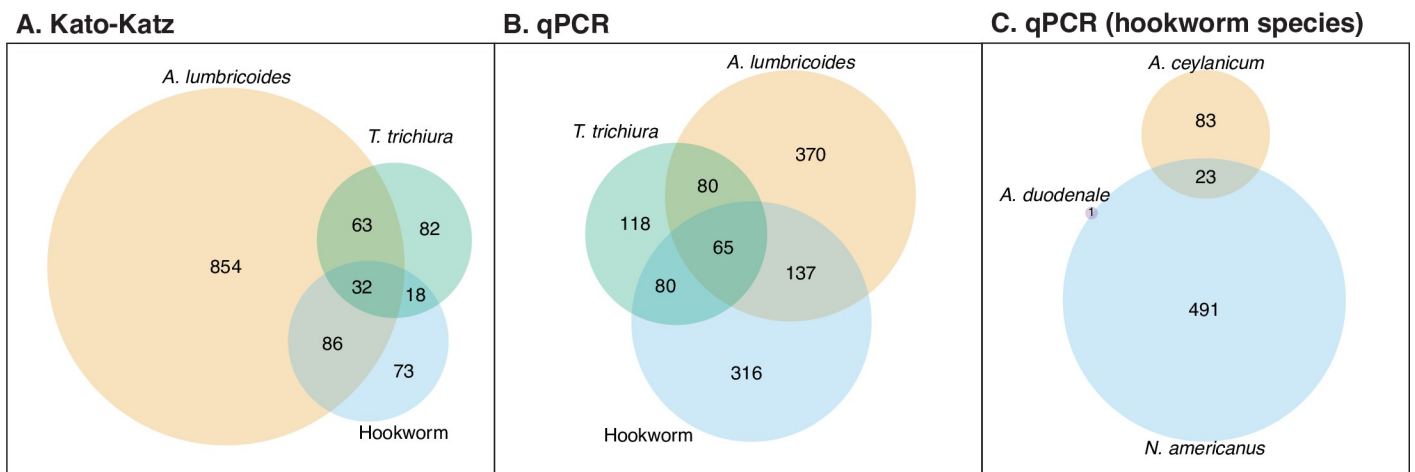 A. Kato-Katz
A. lumbricoides
T. trichiura
63
82
854
32
18
86
73
Hookworm
B. qPCR
A. lumbricoides
T. trichiura
370
80
118
65
137
80
316
Hookworm
C. qPCR (hookworm species)
A. ceylanicum
83
23
A. duodenale
1
491
N. americanus